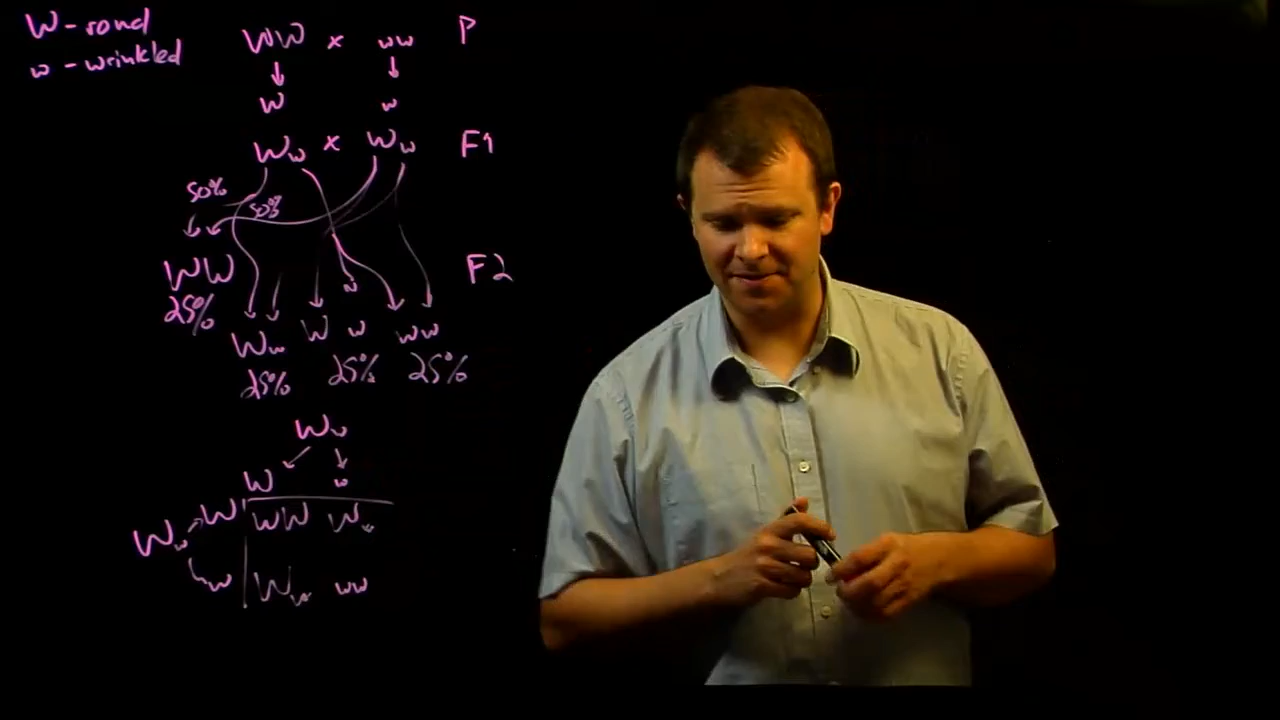 W - round
w - wrinkled
WW x ww P
W w
Ww x Ww F1
50%
50%
WW F2
25%
w
Ww W w ww
25% 25% 25%
Ww
W w
W WW Ww
Ww
w Ww ww